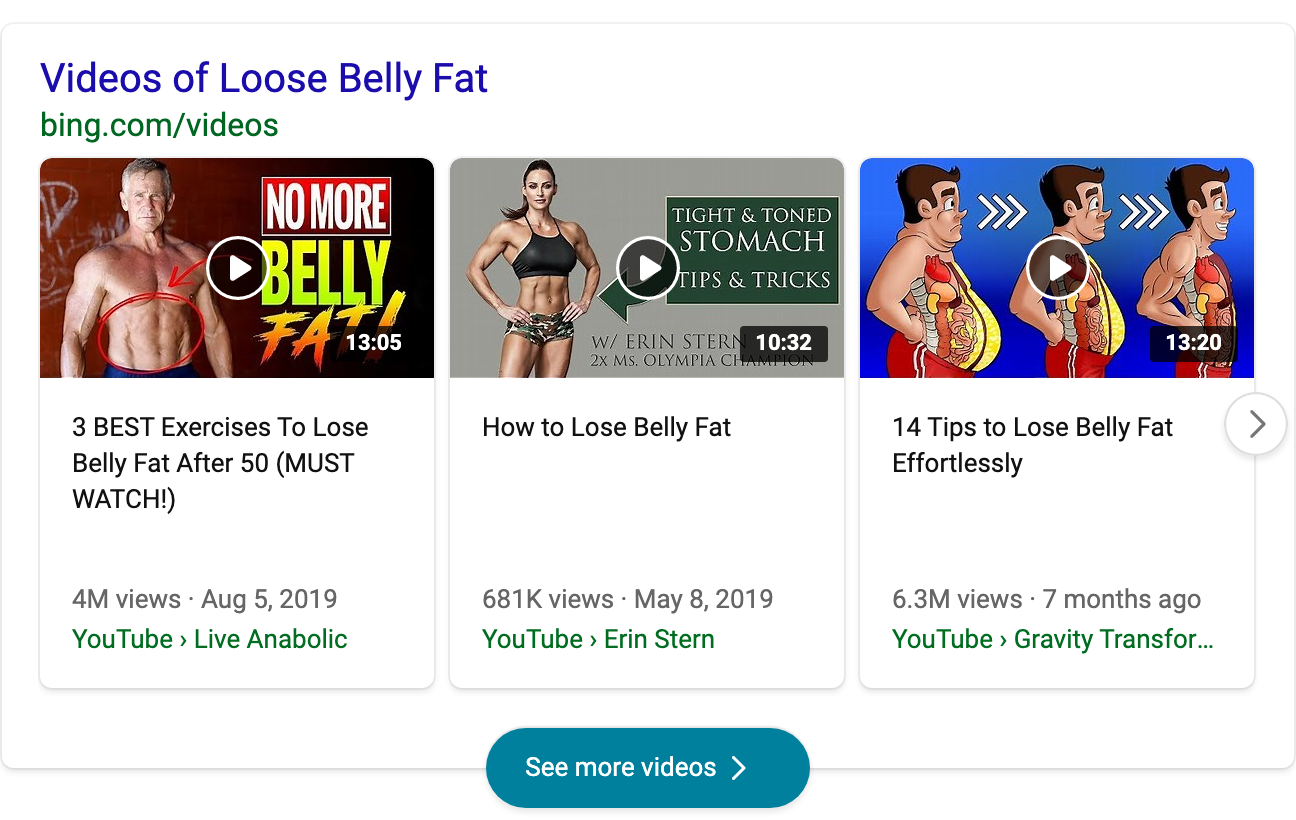 Videos of Loose Belly Fat
bing.com/videos
NO MORE
BELLY
FAT!
13:05
TIGHT & TONED
STOMACH
TIPS & TRICKS
W/ ERIN STERN
2X MS. OLYMPIA CHAMPION
10:32
13:20
3 BEST Exercises To Lose
Belly Fat After 50 (MUST
WATCH!)
4M views · Aug 5, 2019
YouTube › Live Anabolic
How to Lose Belly Fat
681K views · May 8, 2019
YouTube › Erin Stern
14 Tips to Lose Belly Fat
Effortlessly
6.3M views · 7 months ago
YouTube › Gravity Transfor...
See more videos